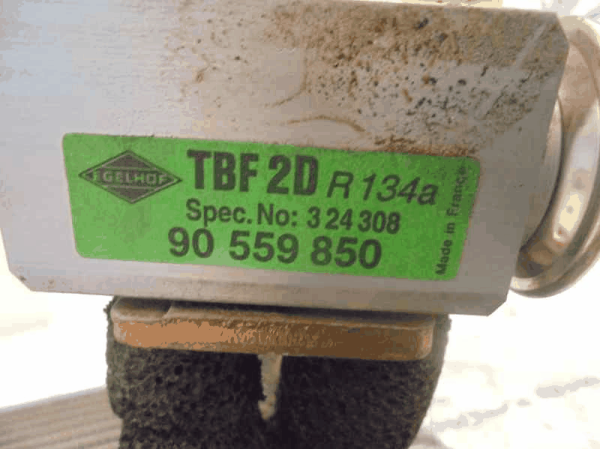 EGELHOF
TBF 2D R 134a
Spec. No: 3 24 308
90 559 850
Made in France